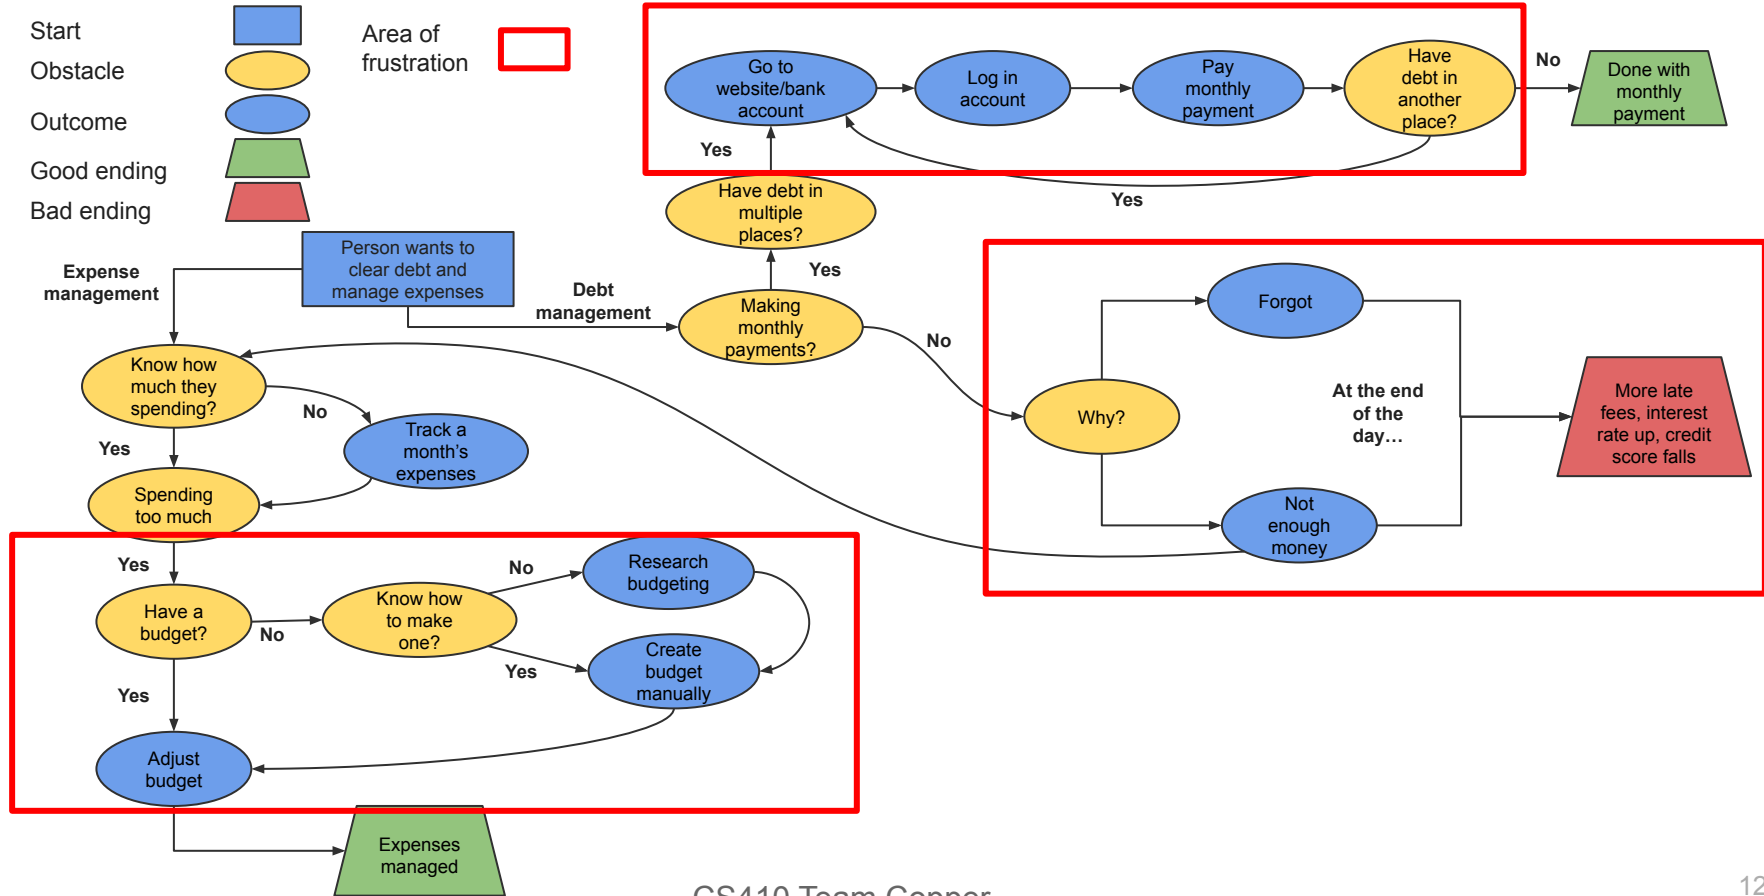 Start
Obstacle
Outcome
Good ending
Bad ending
Area of
frustration
Go to
website/bank
account
Log in
account
Pay
monthly
payment
Have
debt in
another
place?
No
Done with
monthly
payment
Yes
Yes
Have debt in
multiple
places?
Yes
Person wants to
clear debt and
manage expenses
Expense
management
Debt
management
Making
monthly
payments?
No
Forgot
Why?
At the end
of the
day…
More late
fees, interest
rate up, credit
score falls
Not
enough
money
Know how
much they
spending?
No
Track a
month's
expenses
Yes
Spending
too much
Yes
Have a
budget?
No
Know how
to make
one?
No
Research
budgeting
Yes
Create
budget
manually
Yes
Adjust
budget
Expenses
managed
CS410 Team Copper
12